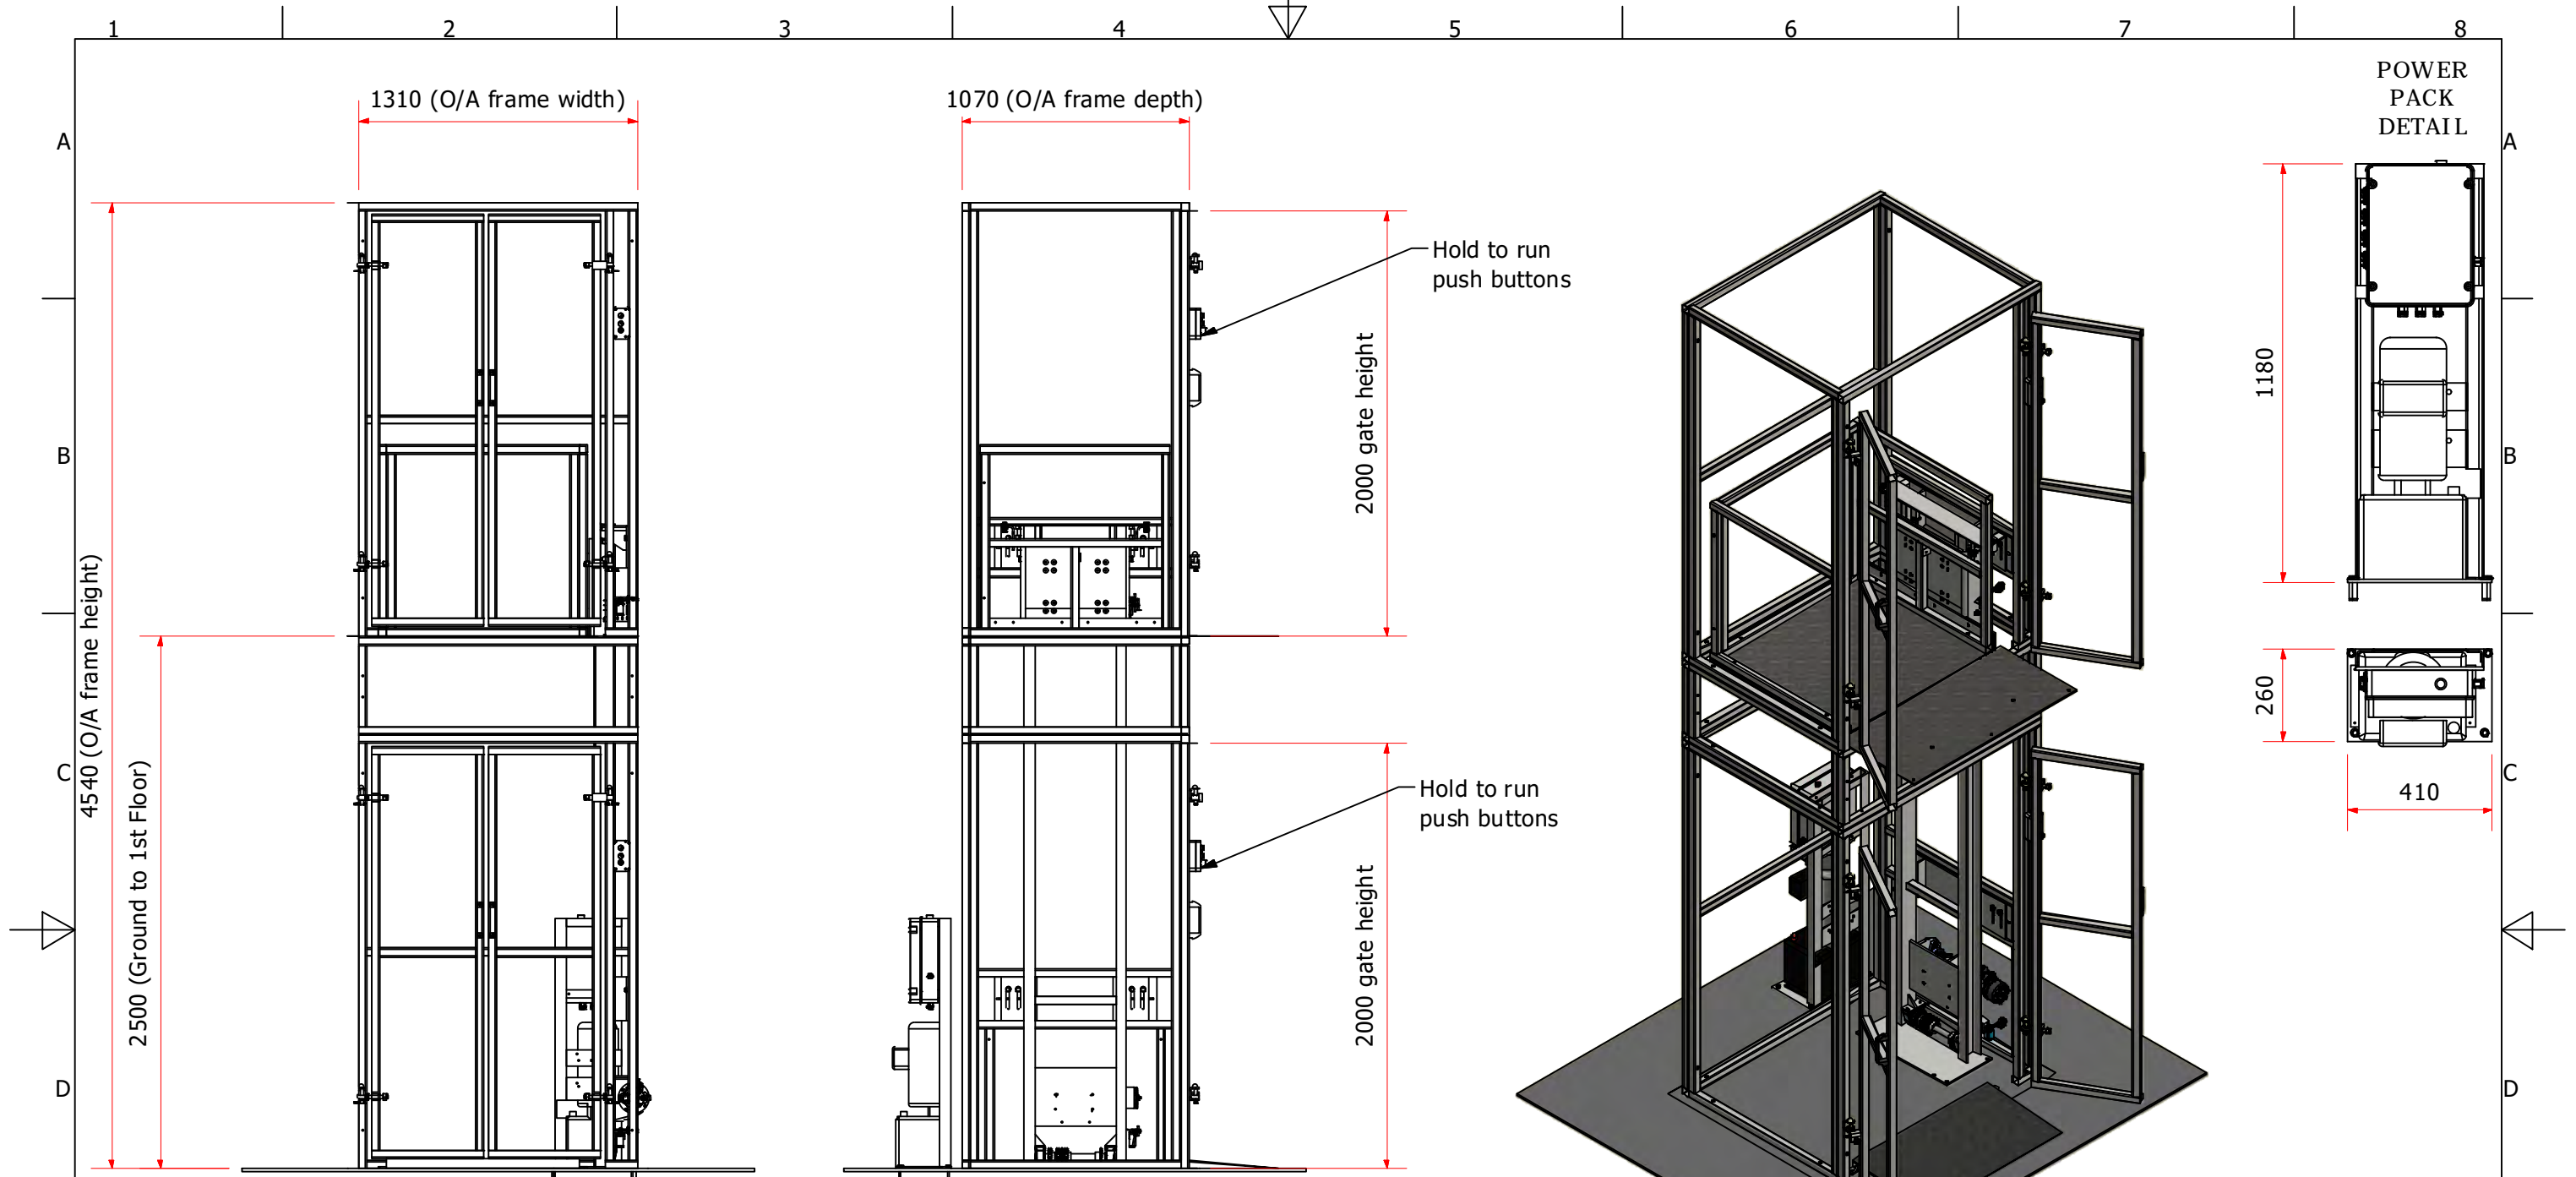 1 2 3 4 5 6 7 8
POWER
PACK
DETAIL
1310 (O/A frame width)
1070 (O/A frame depth)
A
A
Hold to run
push buttons
2000 gate height
1180
B
B
4540 (O/A frame height)
2500 (Ground to 1st Floor)
260
410
C
C
Hold to run
push buttons
2000 gate height
D
D